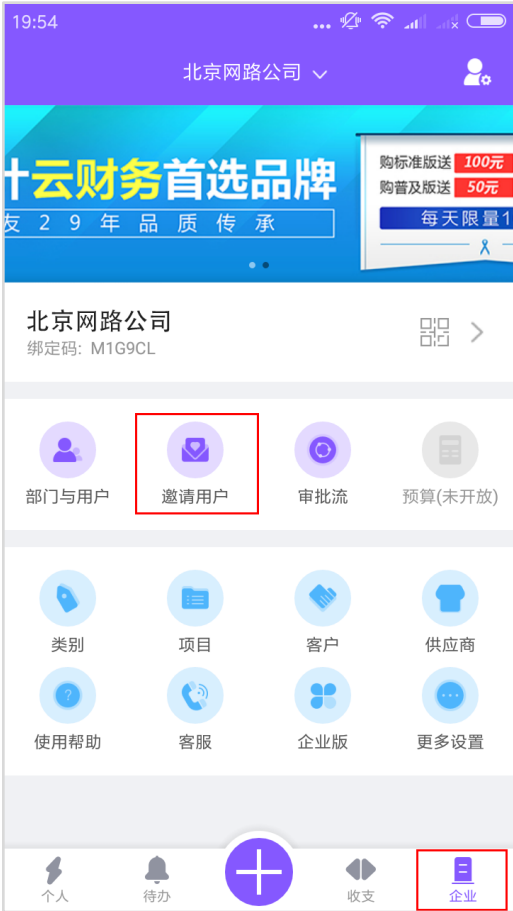 19:54
北京网路公司
云财务首选品牌
友29年品质传承
购标准版送 100元
购普及版送 50元
每天限量1
北京网路公司
绑定码: M1G9CL
部门与用户 邀请用户 审批流 预算(未开放)
类别 项目 客户 供应商
使用帮助 客服 企业版 更多设置
个人 待办 收支 企业